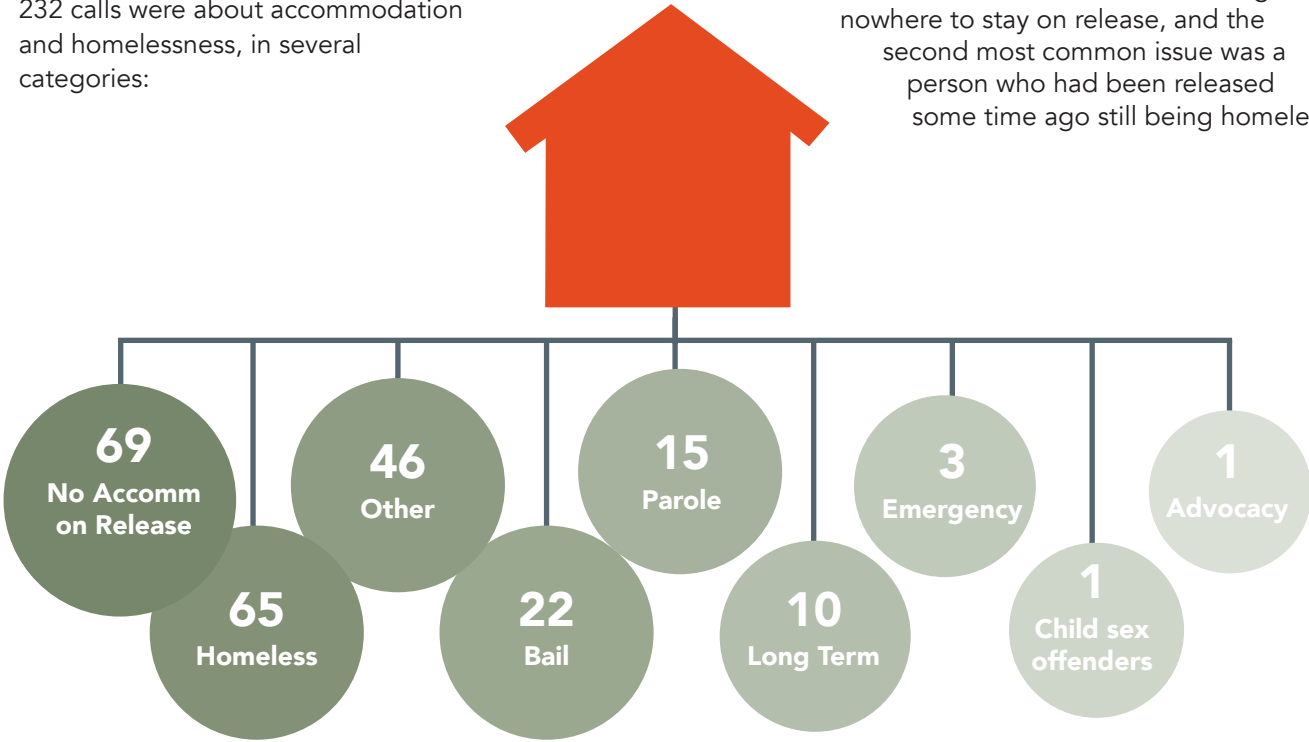 232 calls were about accommodation
and homelessness, in several
categories:
nowhere to stay on release, and the
second most common issue was a
person who had been released
some time ago still being
69
No Accomm
on Release
65
Homeless
46
Other
22
Bail
15
Parole
10
Long Term
3
Emergency
1
Child sex
offenders
1
Advocacy